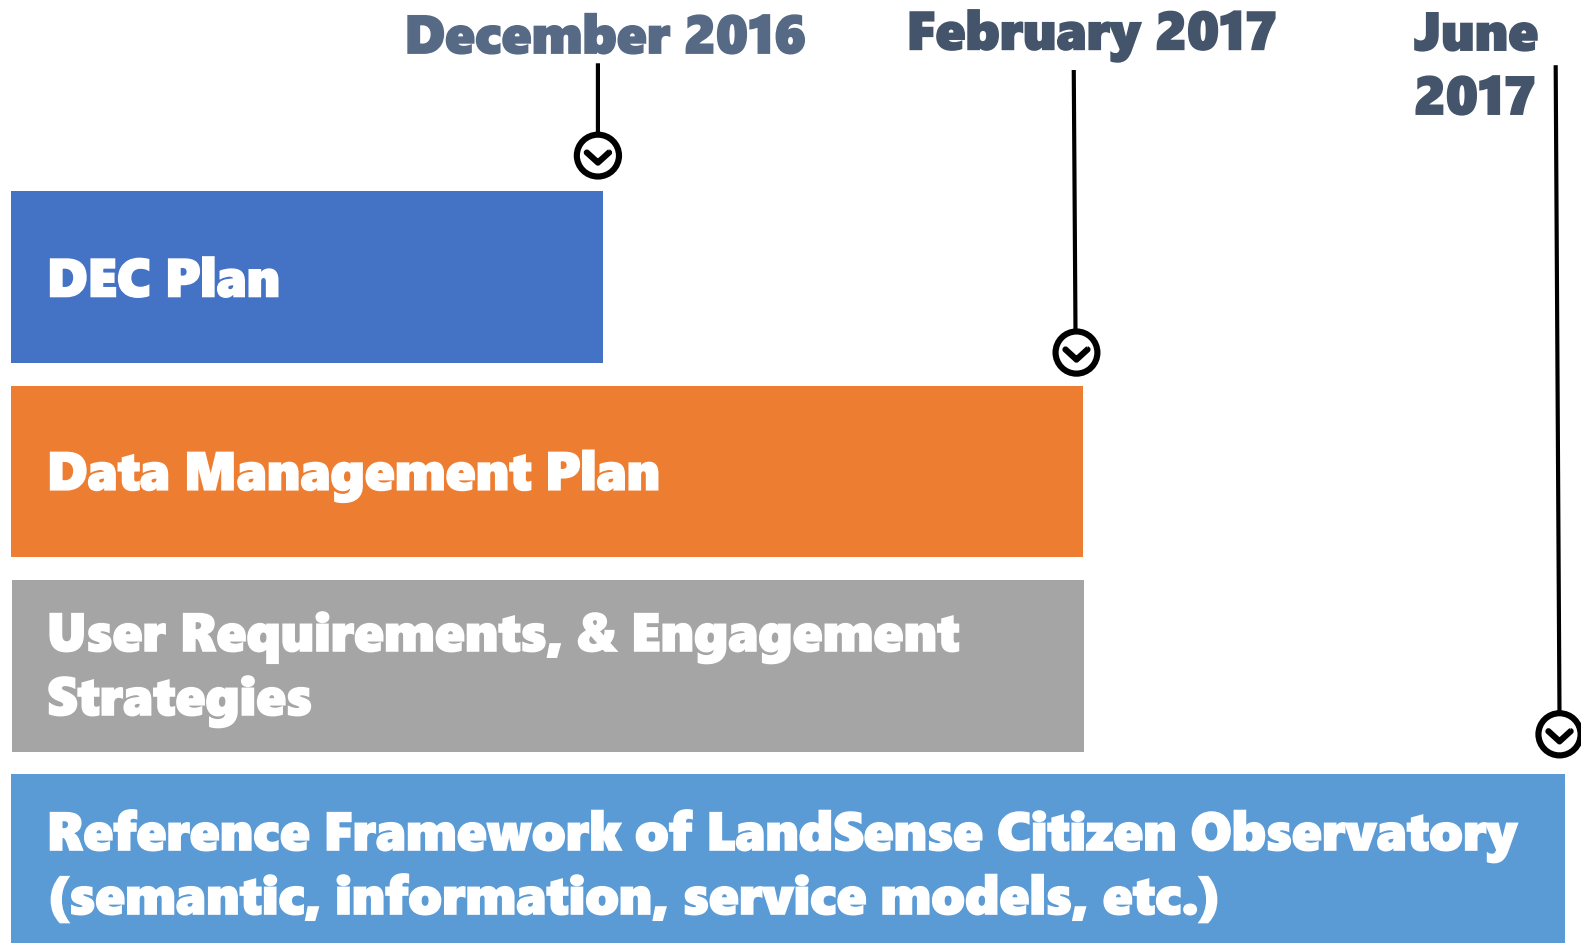 December 2016
February 2017
June
2017
DEC Plan
Data Management Plan
User Requirements, & Engagement
Strategies
Reference Framework of LandSense Citizen Observatory
(semantic, information, service models, etc.)